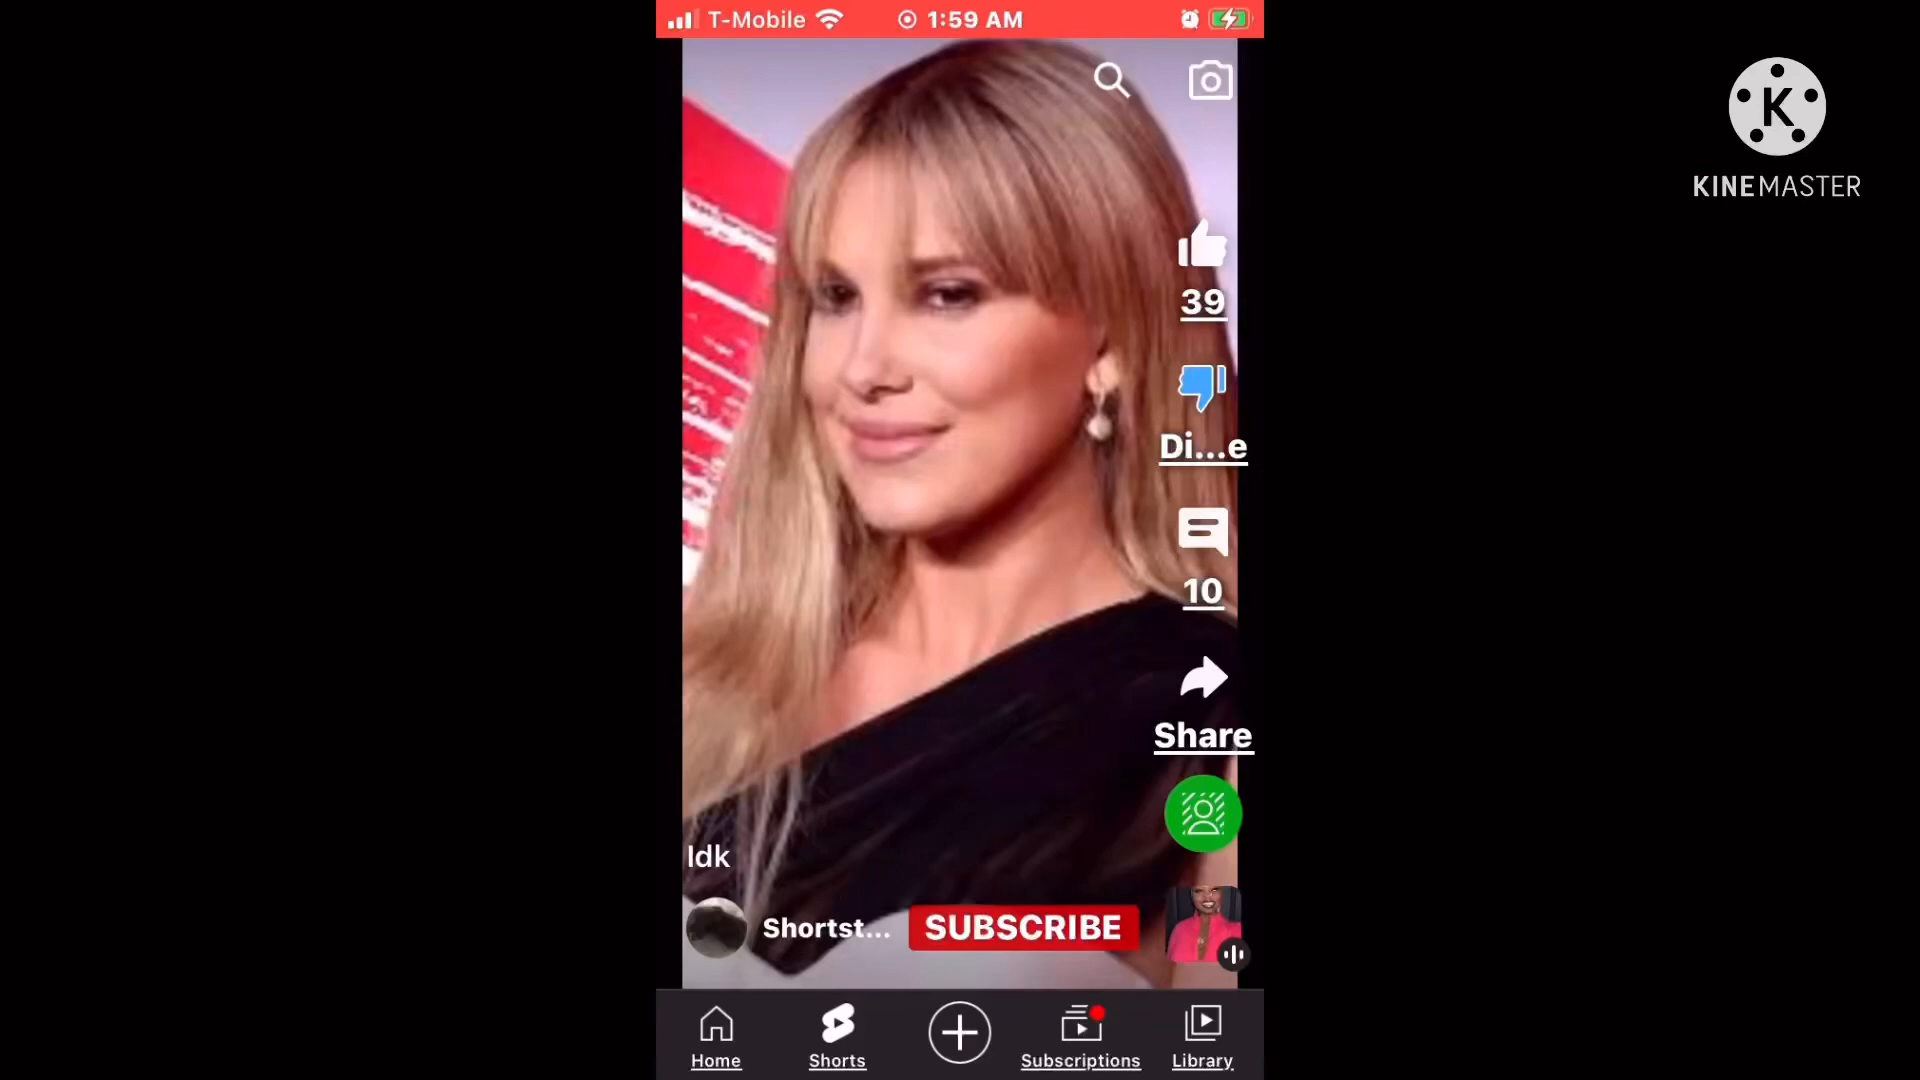 T-Mobile 1:59 AM
K
KINEMASTER
39
Di...e
10
Share
Idk
Shortst...
SUBSCRIBE
Home
Shorts
Subscriptions
Library